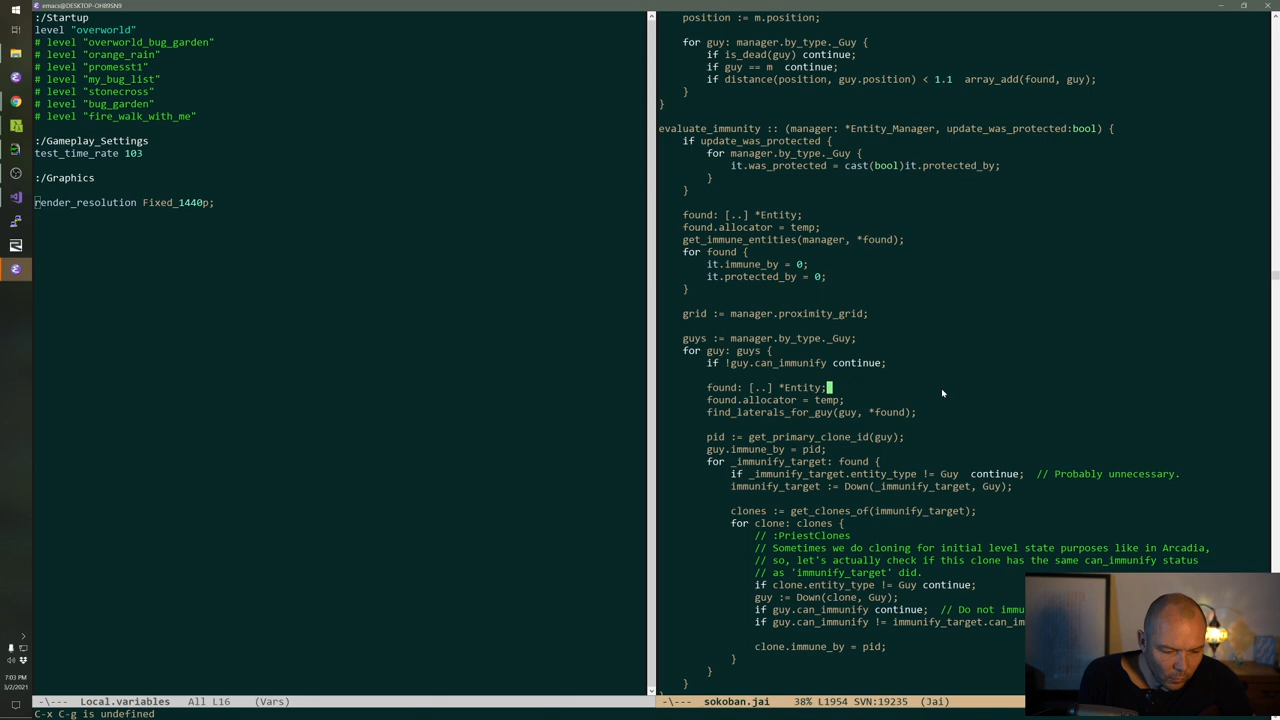 emacs@DESKTOP-OH89SN9
:/Startup
level "overworld"
# level "overworld_bug_garden"
# level "orange_rain"
# level "promesst1"
# level "my_bug_list"
# level "stonecross"
# level "bug_garden"
# level "fire_walk_with_me"
:/Gameplay_Settings
test_time_rate 103
:/Graphics
render_resolution Fixed_1440p;
-\--- Local.variables All L16 (Vars)
C-x C-g is undefined
position := m.position;
for guy: manager.by_type._Guy {
if is_dead(guy) continue;
if guy == m continue;
if distance(position, guy.position) < 1.1 array_add(found, guy);
}
}
evaluate_immunity :: (manager: *Entity_Manager, update_was_protected:bool) {
if update_was_protected {
for manager.by_type._Guy {
it.was_protected = cast(bool)it.protected_by;
}
}
found: [..] *Entity;
found.allocator = temp;
get_immune_entities(manager, *found);
for found {
it.immune_by = 0;
it.protected_by = 0;
}
grid := manager.proximity_grid;
guys := manager.by_type._Guy;
for guy: guys {
if !guy.can_immunify continue;
found: [..] *Entity;
found.allocator = temp;
find_laterals_for_guy(guy, *found);
pid := get_primary_clone_id(guy);
guy.immune_by = pid;
for _immunify_target: found {
if _immunify_target.entity_type != Guy continue; // Probably unnecessary.
immunify_target := Down(_immunify_target, Guy);
clones := get_clones_of(immunify_target);
for clone: clones {
// :PriestClones
// Sometimes we do cloning for initial level state purposes like in Arcadia,
// so, let's actually check if this clone has the same can_immunify status
// as 'immunify_target' did.
if clone.entity_type != Guy continue;
guy := Down(clone, Guy);
if guy.can_immunify continue; // Do not immu
if guy.can_immunify != immunify_target.can_im
clone.immune_by = pid;
}
}
}
-\--- sokoban.jai 38% L1954 SVN:19235 (Jai)
7:03 PM
3/2/2021